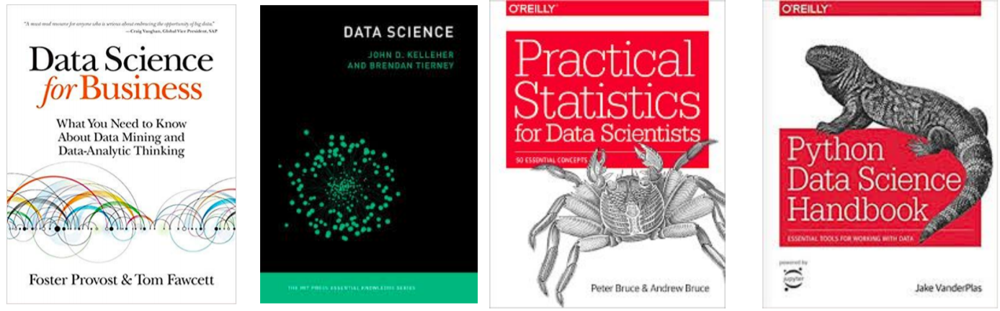 "A must-read resource for anyone who is serious about embracing the opportunity of big data."
—Craig Vaughan, Global Vice President, SAP
Data Science
for Business
What You Need to Know
About Data Mining and
Data-Analytic Thinking
Foster Provost & Tom Fawcett
DATA SCIENCE
JOHN D. KELLEHER
AND BRENDAN TIERNEY
THE MIT PRESS ESSENTIAL KNOWLEDGE SERIES
O'REILLY®
Practical
Statistics
for Data Scientists
50 ESSENTIAL CONCEPTS
Peter Bruce & Andrew Bruce
O'REILLY®
Python
Data Science
Handbook
ESSENTIAL TOOLS FOR WORKING WITH DATA
powered by
jupyter
Jake VanderPlas